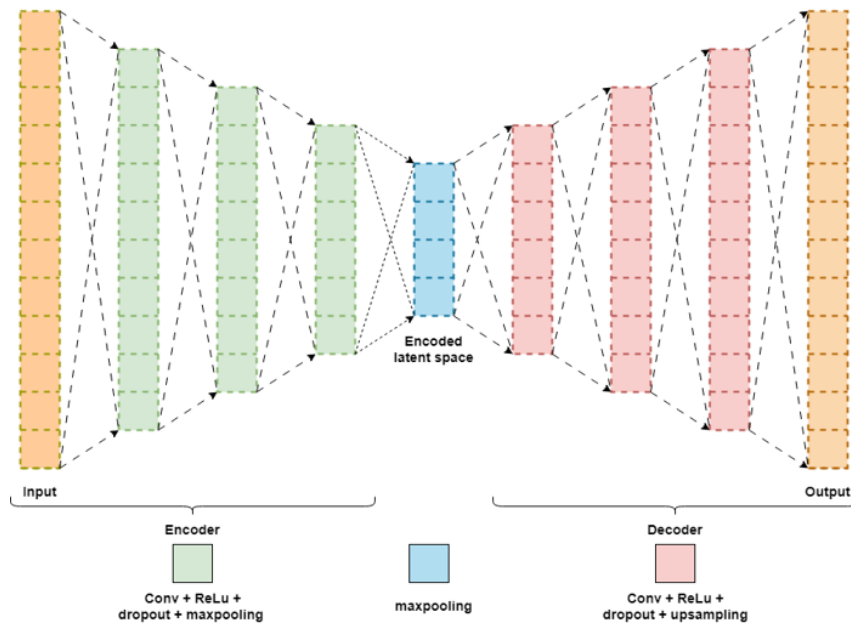 Encoded
latent space
Input
Output
Encoder
Decoder
Conv + ReLu +
dropout + maxpooling
maxpooling
Conv + ReLu +
dropout + upsampling